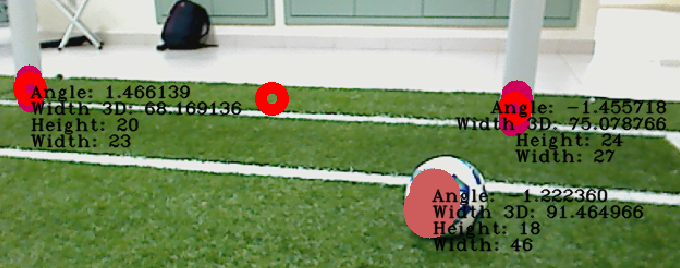 Angle: 1.466139
Width 3D: 68.169136
Height: 20
Width: 23
Angle: -1.455718
Width 3D: 75.078766
Height: 24
Width: 27
Angle: -1.222360
Width 3D: 91.464966
Height: 18
Width: 46